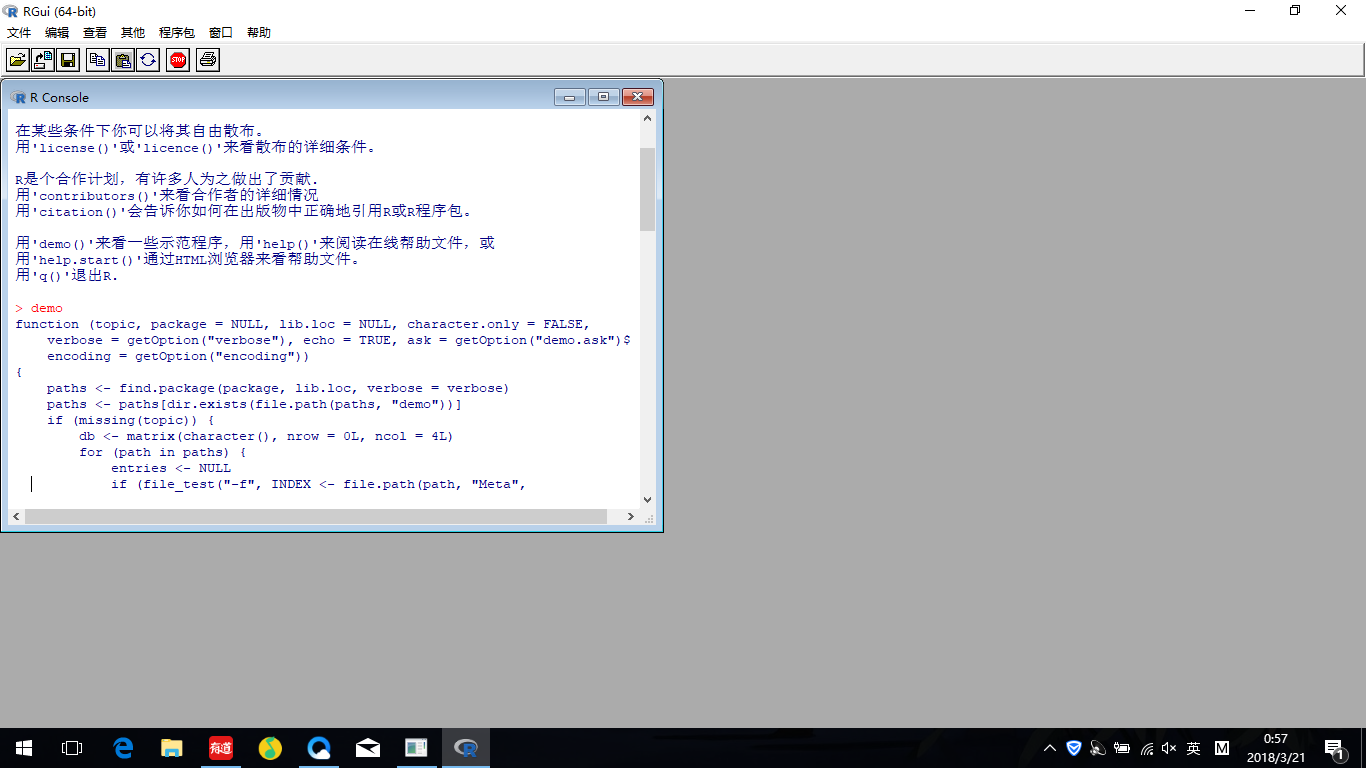 RGui (64-bit)
文件 编辑 查看 其他 程序包 窗口 帮助
STOP
R Console
在某些条件下你可以将其自由散布。
用'license()'或'licence()'来看散布的详细条件。
R是个合作计划，有许多人为之做出了贡献.
用'contributors()'来看合作者的详细情况
用'citation()'会告诉你如何在出版物中正确地引用R或R程序包。
用'demo()'来看一些示范程序，用'help()'来阅读在线帮助文件，或
用'help.start()'通过HTML浏览器来看帮助文件。
用'q()'退出R.
> demo
function (topic, package = NULL, lib.loc = NULL, character.only = FALSE,
    verbose = getOption("verbose"), echo = TRUE, ask = getOption("demo.ask")$
    encoding = getOption("encoding"))
{
    paths <- find.package(package, lib.loc, verbose = verbose)
    paths <- paths[dir.exists(file.path(paths, "demo"))]
    if (missing(topic)) {
        db <- matrix(character(), nrow = 0L, ncol = 4L)
        for (path in paths) {
            entries <- NULL
            if (file_test("-f", INDEX <- file.path(path, "Meta",
有道
英 M
0:57
2018/3/21
1